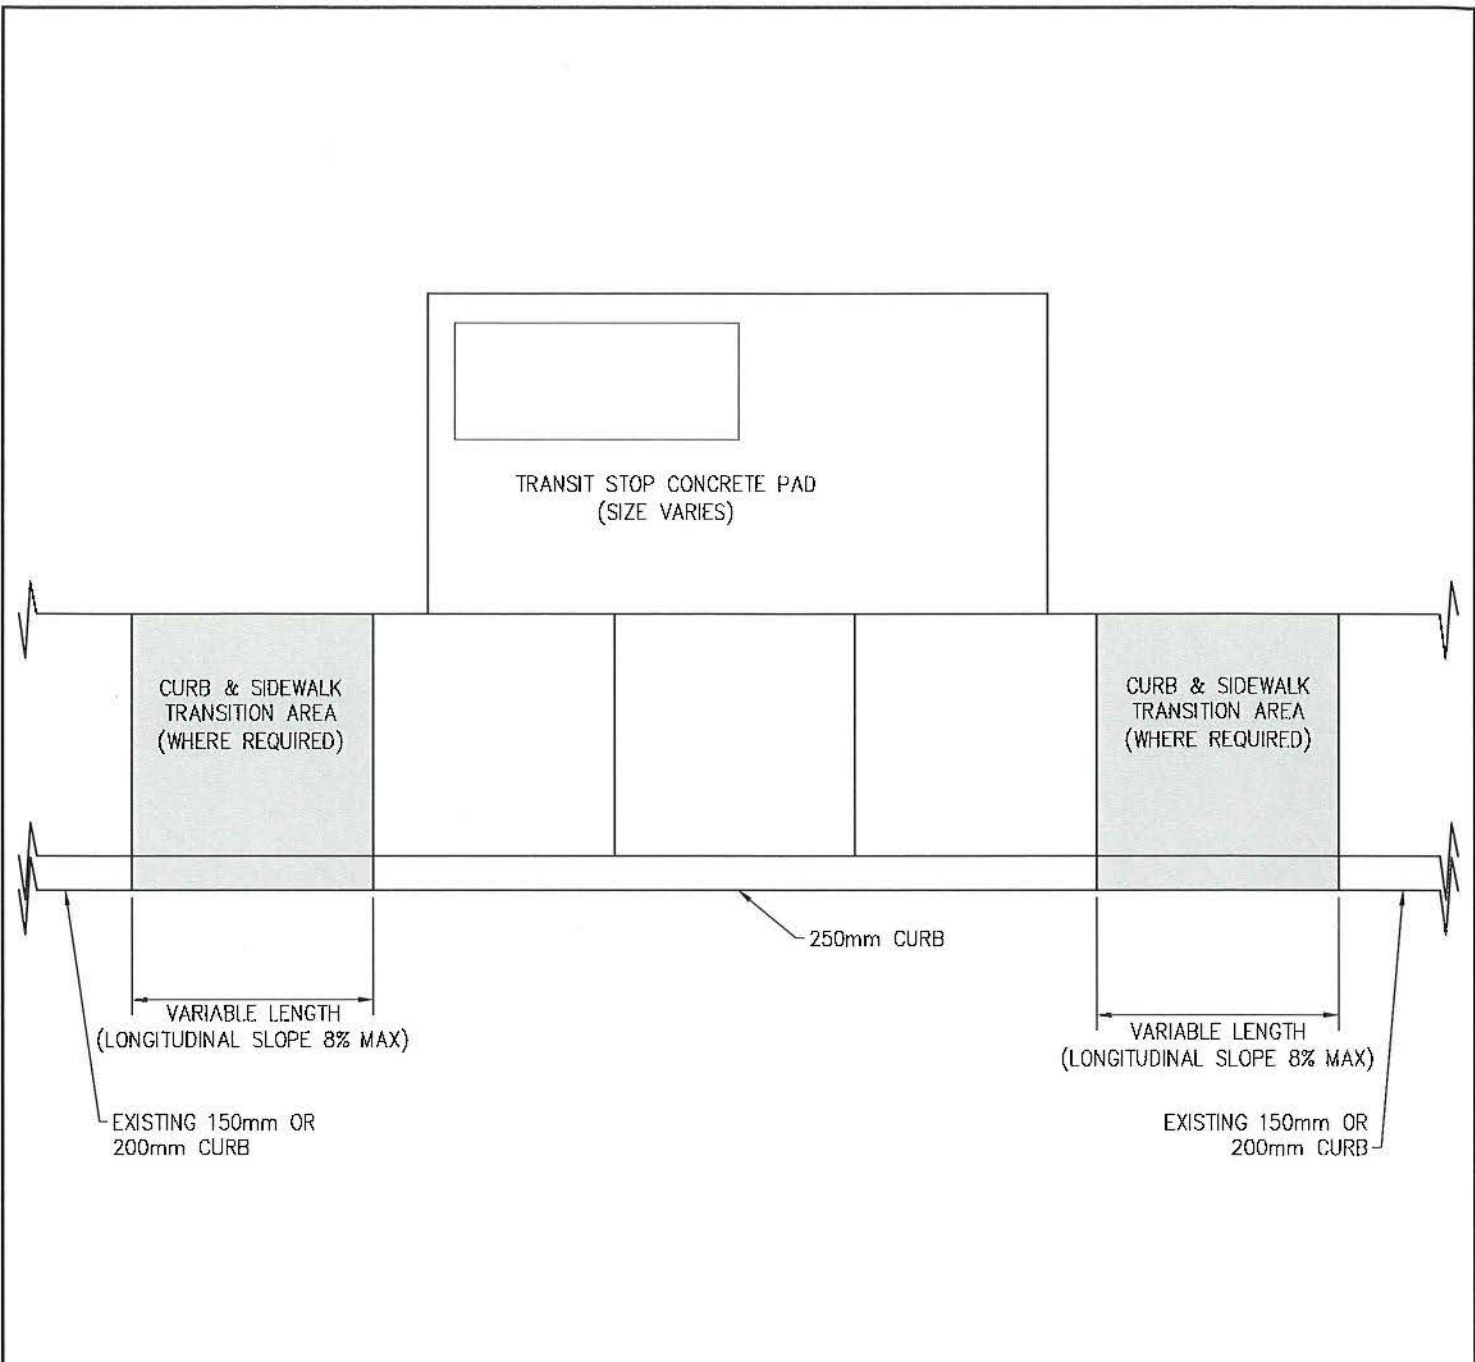 TRANSIT STOP CONCRETE PAD
(SIZE VARIES)
CURB & SIDEWALK
TRANSITION AREA
(WHERE REQUIRED)
CURB & SIDEWALK
TRANSITION AREA
(WHERE REQUIRED)
250mm CURB
VARIABLE LENGTH
(LONGITUDINAL SLOPE 8% MAX)
VARIABLE LENGTH
(LONGITUDINAL SLOPE 8% MAX)
EXISTING 150mm OR
200mm CURB
EXISTING 150mm OR
200mm CURB